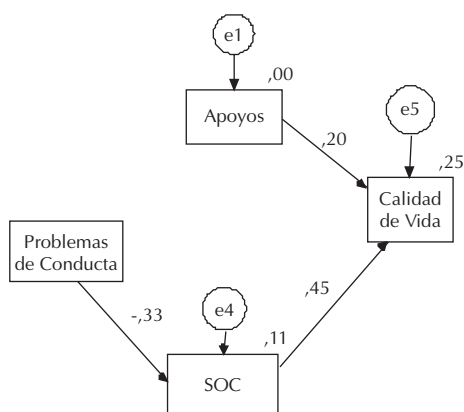 e1
,00
Apoyos
e5
,20
,25
Calidad
de Vida
Problemas
de Conducta
-,33
e4
,45
,11
SOC